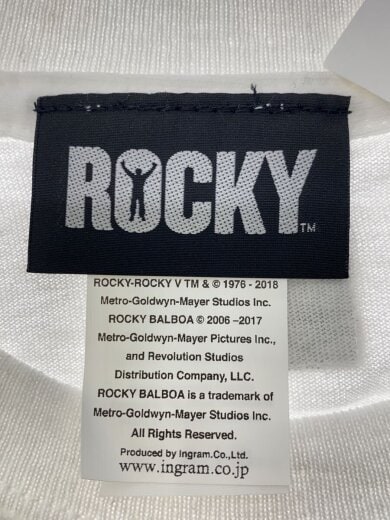 ROCKY TM
ROCKY-ROCKY V TM & © 1976 - 2018
Metro-Goldwyn-Mayer Studios Inc.
ROCKY BALBOA © 2006 –2017
Metro-Goldwyn-Mayer Pictures Inc.,
and Revolution Studios
Distribution Company, LLC.
ROCKY BALBOA is a trademark of
Metro-Goldwyn-Mayer Studios Inc.
All Rights Reserved.
Produced by Ingram.Co.,Ltd.
www.ingram.co.jp